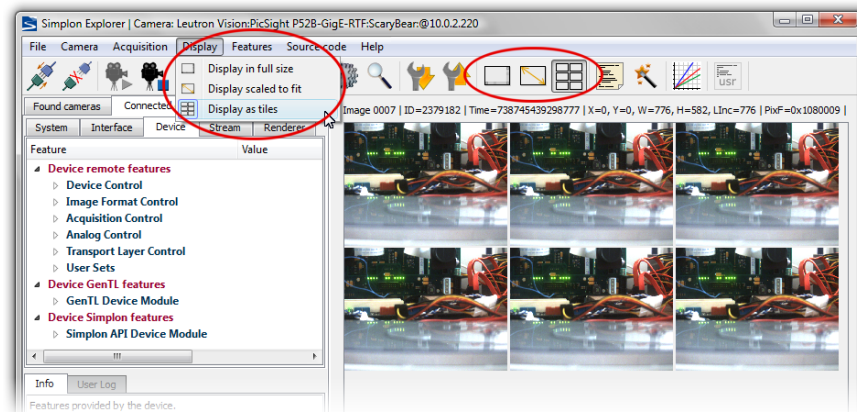 Simplon Explorer | Camera: Leutron Vision:PicSight P52B-GigE-RTF:ScaryBear:@10.0.2.220
File Camera Acquisition Display Features Source code Help
Display in full size
Display scaled to fit
Display as tiles
usr
Found cameras Connected
Image 0007 | ID=2379182 | Time=738745439298777 | X=0, Y=0, W=776, H=582, LInc=776 | PixF=0x1080009 |
System Interface Device Stream Renderer
Feature Value
Device remote features
Device Control
Image Format Control
Acquisition Control
Analog Control
Transport Layer Control
User Sets
Device GenTL features
GenTL Device Module
Device Simplon features
Simplon API Device Module
Info User Log
Features provided by the device.